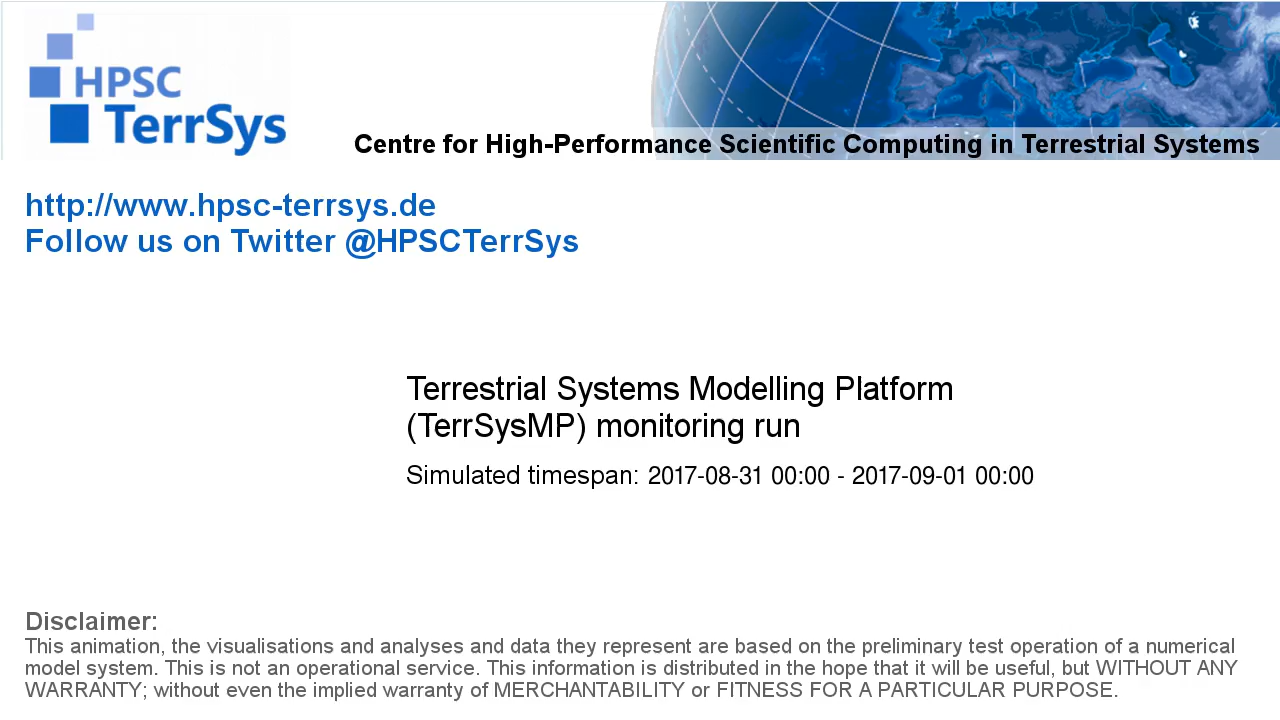 HPSC
TerrSys
Centre for High-Performance Scientific Computing in Terrestrial Systems
http://www.hpsc-terrsys.de
Follow us on Twitter @HPSCTerrSys
Terrestrial Systems Modelling Platform
(TerrSysMP) monitoring run
Simulated timespan: 2017-08-31 00:00 - 2017-09-01 00:00
Disclaimer:
This animation, the visualisations and analyses and data they represent are based on the preliminary test operation of a numerical
model system. This is not an operational service. This information is distributed in the hope that it will be useful, but WITHOUT ANY
WARRANTY; without even the implied warranty of MERCHANTABILITY or FITNESS FOR A PARTICULAR PURPOSE.